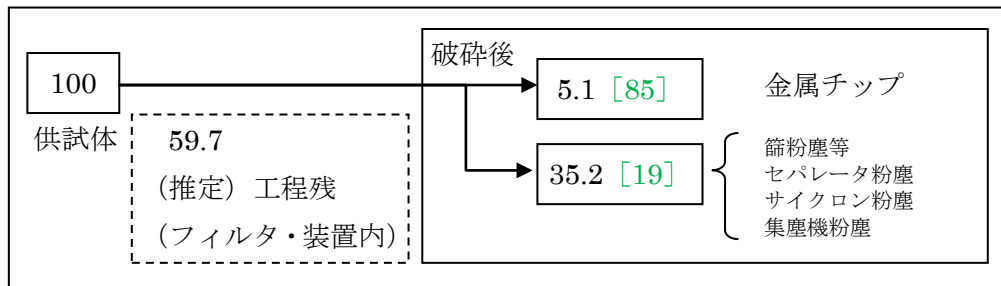 破砕後
100
5.1［85］
金属チップ
供試体
59.7
（推定）工程残
（フィルタ・装置内）
35.2［19］
篩粉塵等
セパレータ粉塵
サイクロン粉塵
集塵機粉塵